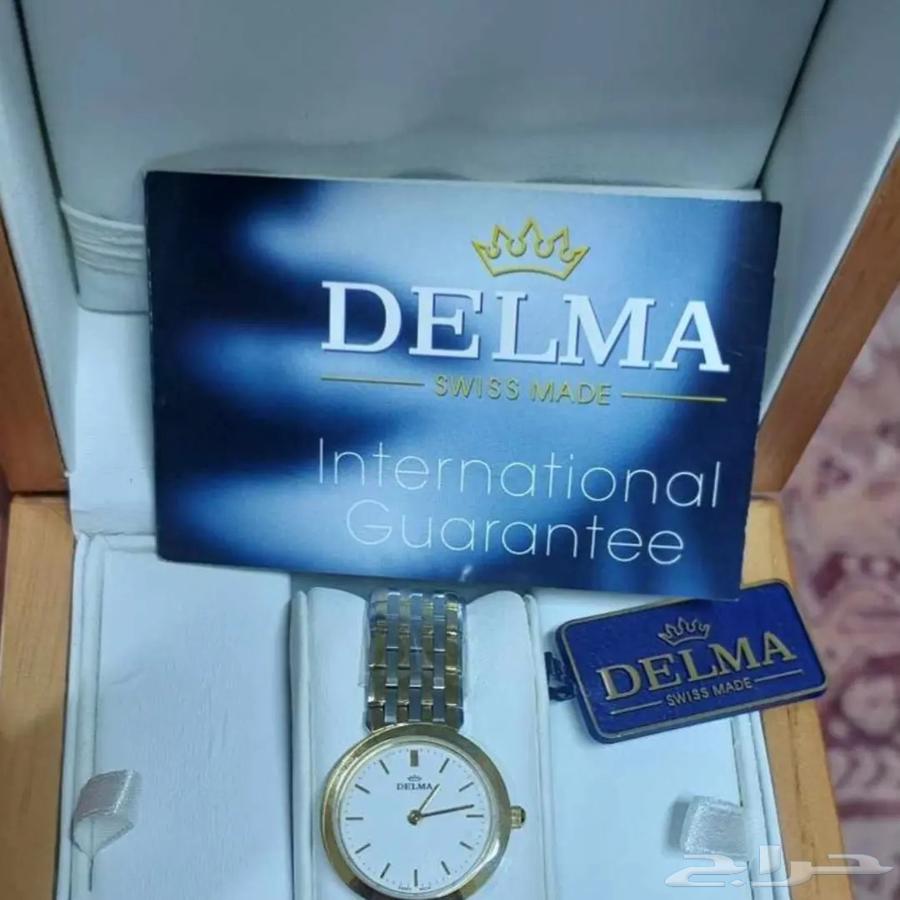 DELMA
SWISS MADE
International
Guarantee
DELMA
SWISS MADE
DELMA
حراج